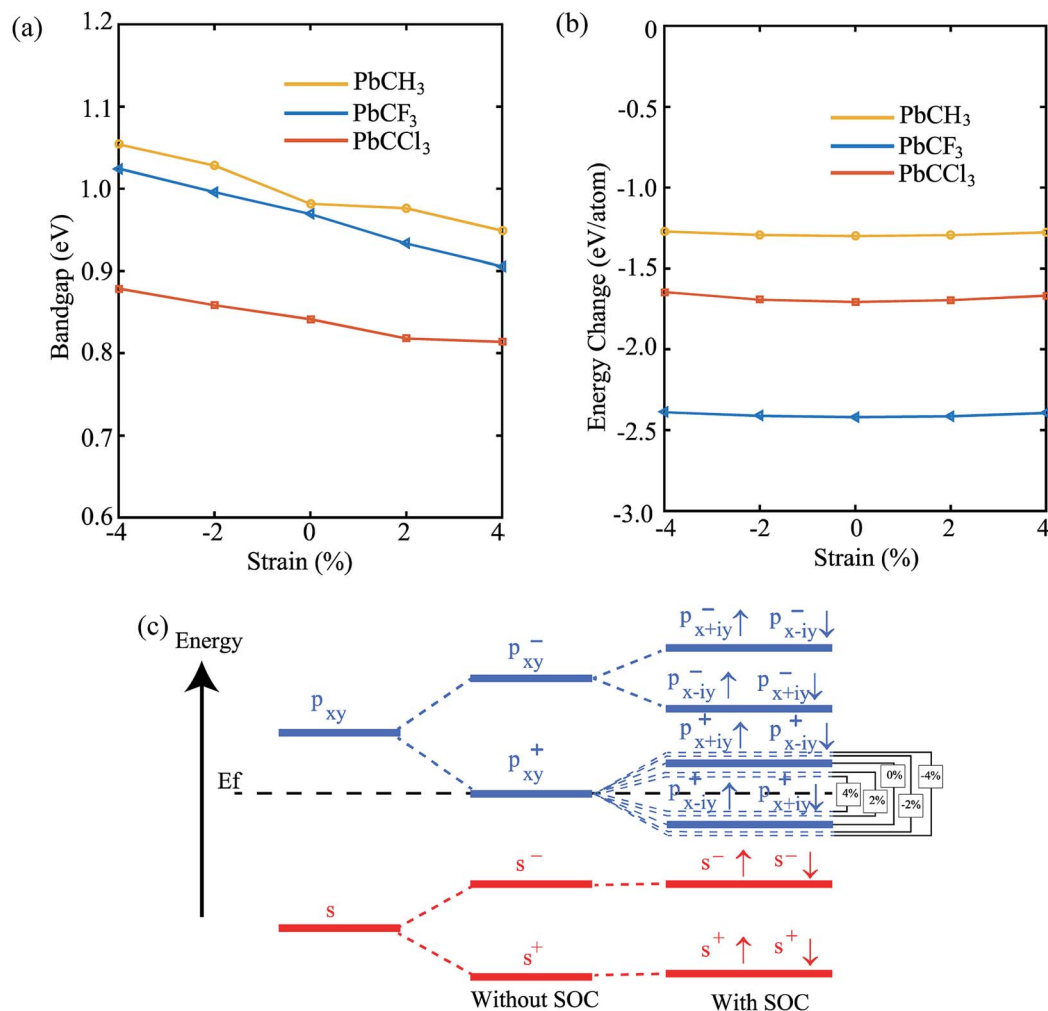 (a)
1.2
1.1
1.0
0.9
0.8
0.7
0.6
Bandgap (eV)
PbCH₃
PbCF₃
PbCCl₃
-4 -2 0 2 4
Strain (%)
(b)
-0
-0.5
-1
-1.5
-2.0
-2.5
-3.0
Energy Change (eV/atom)
PbCH₃
PbCF₃
PbCCl₃
-4 -2 0 2 4
Strain (%)
(c)
Energy
Ef
p xy
p xy −
p xy +
p x+iy − ↑ p x-iy − ↓
p x-iy − ↑ p x+iy − ↓
p x+iy + ↑ p x-iy + ↓
p x-iy + ↑ p x+iy + ↓
4% 2% 0% -2% -4%
s
s⁻
s⁺
s⁻ ↑ s⁻ ↓
s⁺ ↑ s⁺ ↓
Without SOC
With SOC